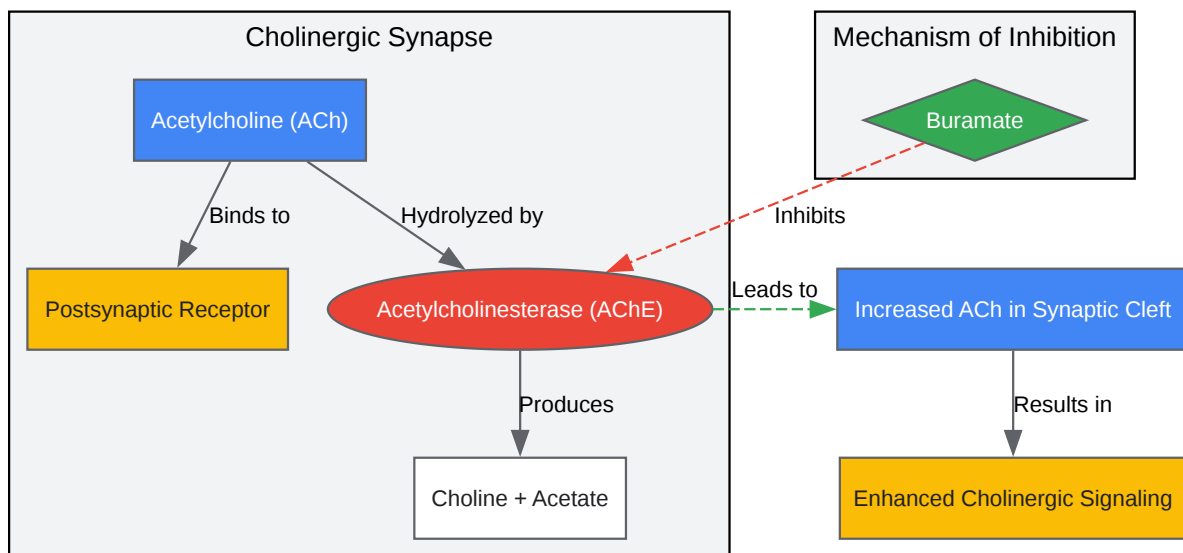 Cholinergic Synapse
Mechanism of Inhibition
Acetylcholine (ACh)
Buramate
Binds to
Hydrolyzed by
Inhibits
Postsynaptic Receptor
Acetylcholinesterase (AChE)
Leads to
Increased ACh in Synaptic Cleft
Produces
Results in
Choline + Acetate
Enhanced Cholinergic Signaling